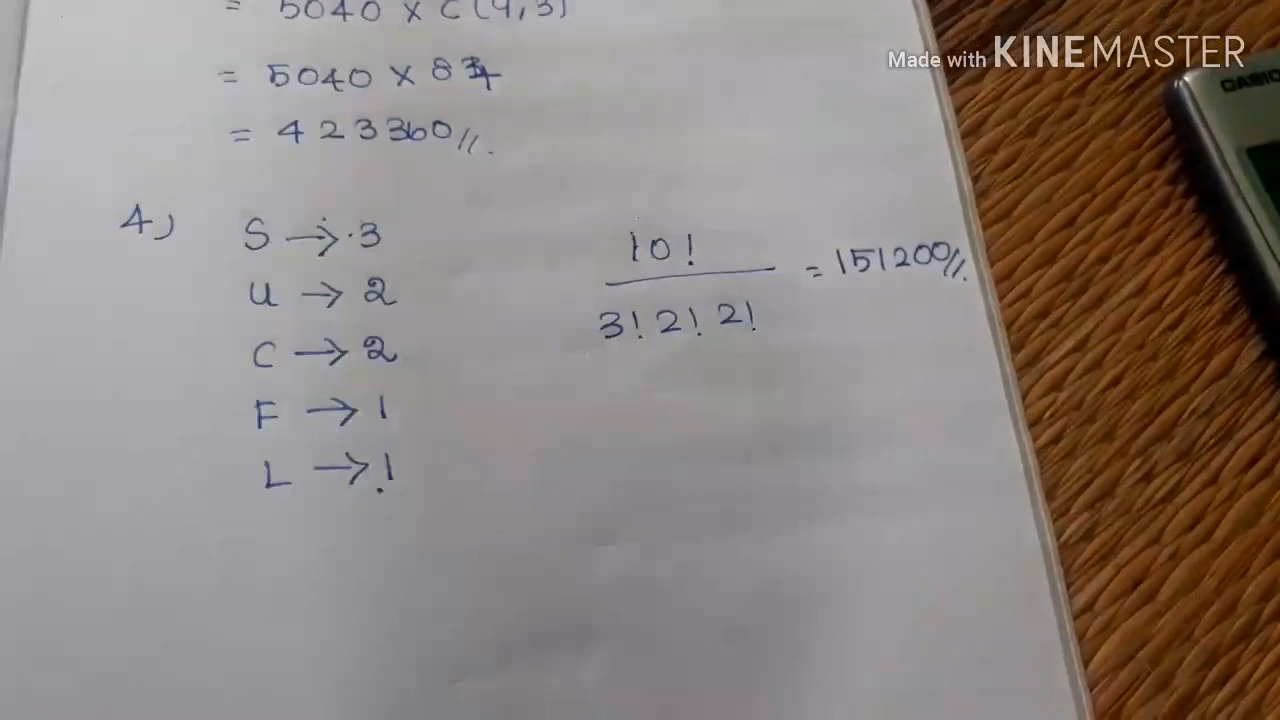 = 5040 x C(9,3)
Made with KINEMASTER
= 5040 x 84
CASIO
= 423360//.
4)
S → 3
10!
3! 2! 2!
= 151200//.
U → 2
C → 2
F → 1
L → 1